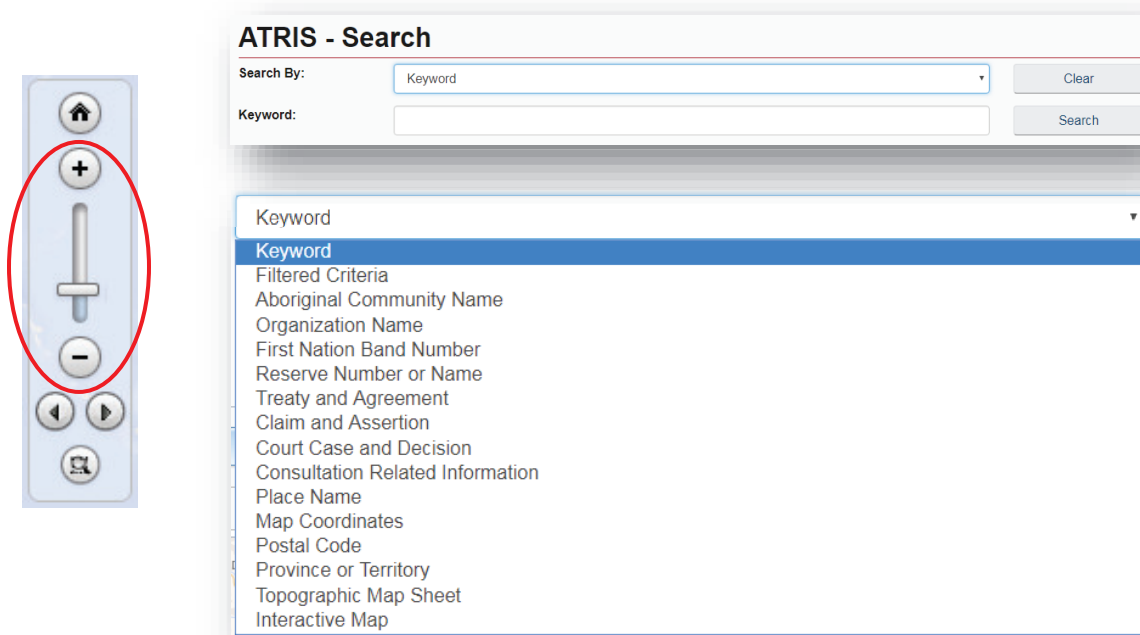 ATRIS - Search
Search By:
Keyword
Clear
Keyword:
Search
Keyword
Keyword
Filtered Criteria
Aboriginal Community Name
Organization Name
First Nation Band Number
Reserve Number or Name
Treaty and Agreement
Claim and Assertion
Court Case and Decision
Consultation Related Information
Place Name
Map Coordinates
Postal Code
Province or Territory
Topographic Map Sheet
Interactive Map